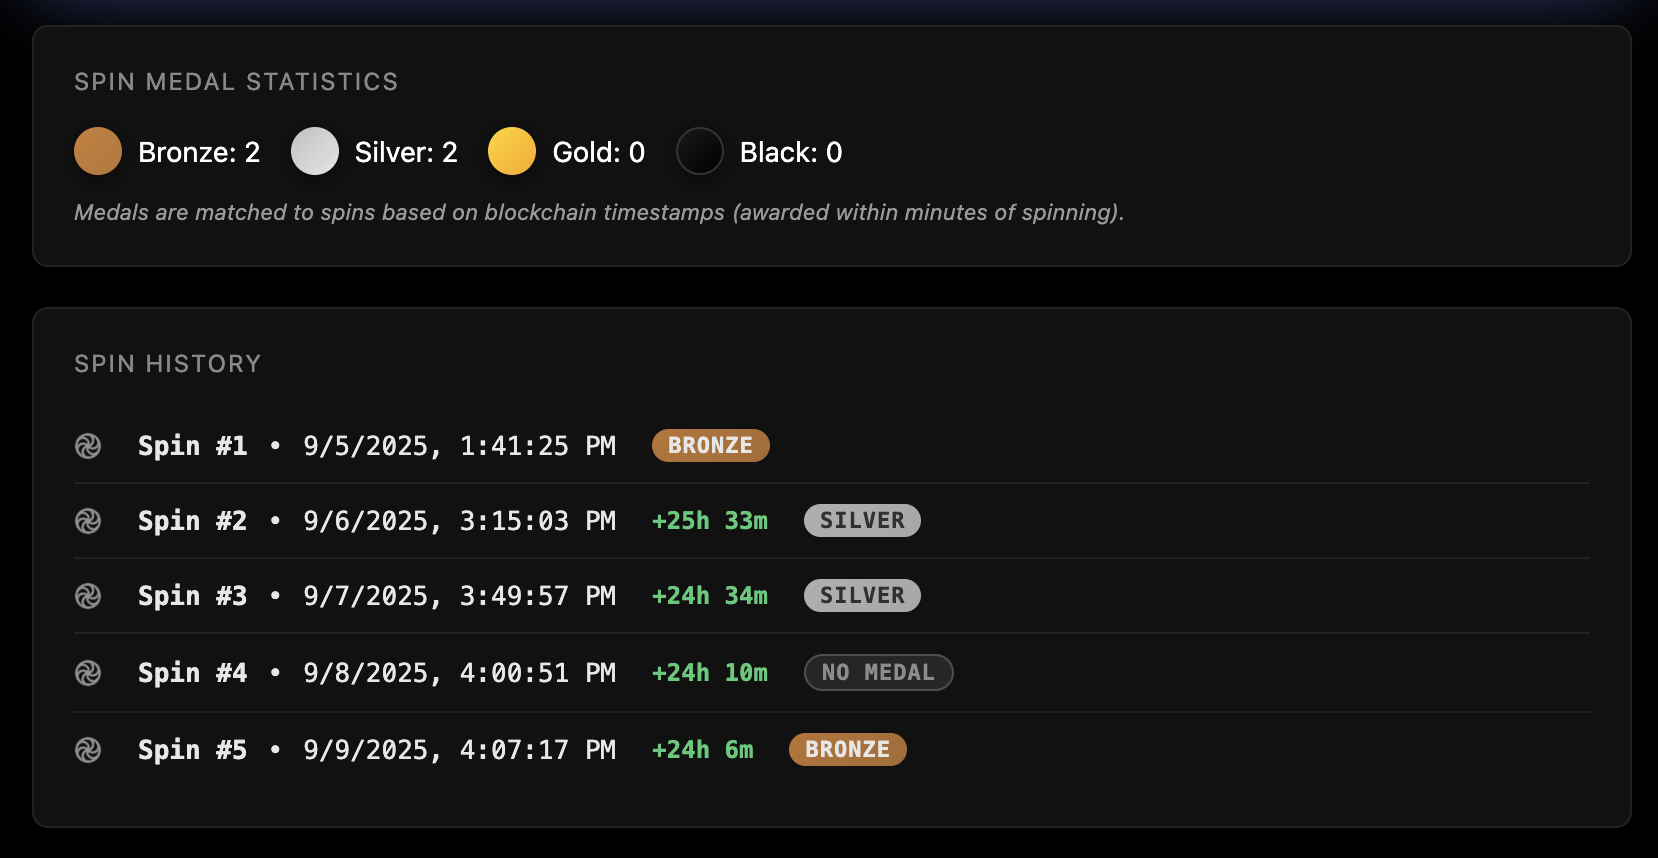 SPIN MEDAL STATISTICS
Bronze: 2 Silver: 2 Gold: 0 Black: 0
Medals are matched to spins based on blockchain timestamps (awarded within minutes of spinning).
SPIN HISTORY
Spin #1 • 9/5/2025, 1:41:25 PM BRONZE
Spin #2 • 9/6/2025, 3:15:03 PM +25h 33m SILVER
Spin #3 • 9/7/2025, 3:49:57 PM +24h 34m SILVER
Spin #4 • 9/8/2025, 4:00:51 PM +24h 10m NO MEDAL
Spin #5 • 9/9/2025, 4:07:17 PM +24h 6m BRONZE